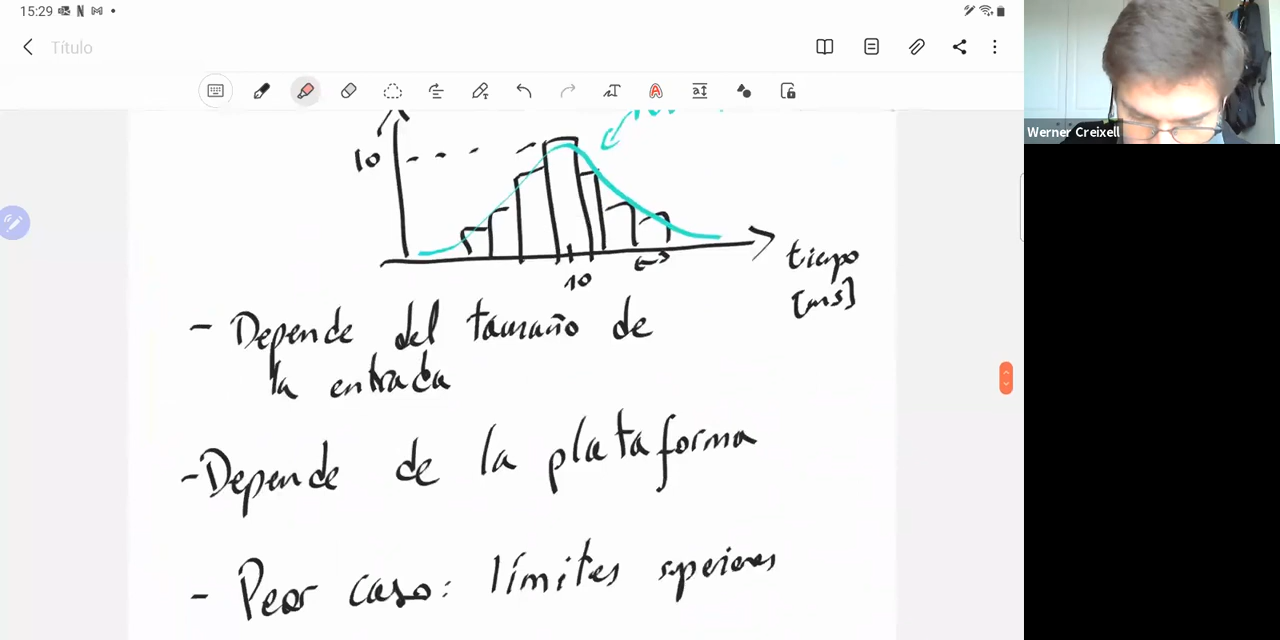 15:29
Título
Werner Creixell
10
10
tiempo
[ms]
- Depende del tamaño de
la entrada
- Depende de la plataforma
- Peor caso: límites superiores